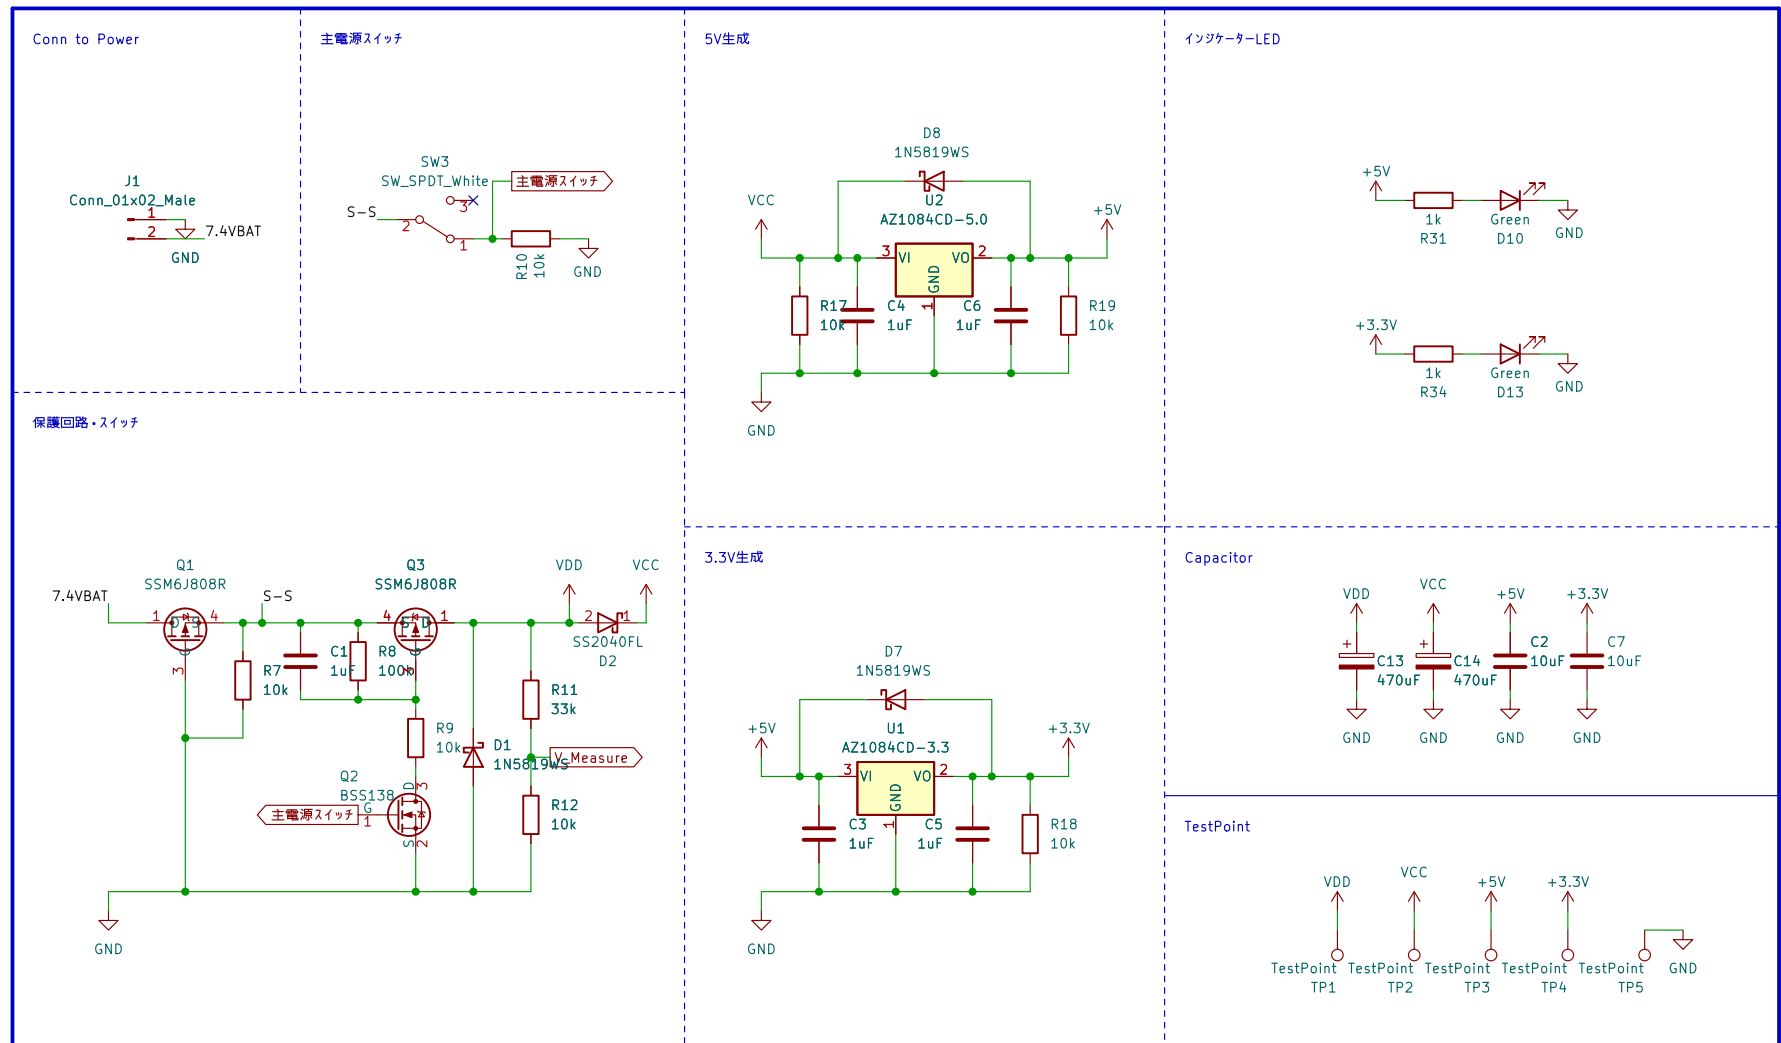 Conn to Power
J1
Conn_01x02_Male
1
2
7.4VBAT
GND
主電源スイッチ
SW3
SW_SPDT_White
主電源スイッチ
S-S
3
2
1
R10
10k
GND
5V生成
D8
1N5819WS
U2
AZ1084CD-5.0
VCC
+5V
3
VI
VO
2
GND
1
R17
10k
C4
1uF
C6
1uF
R19
10k
GND
インジケーターLED
+5V
1k
R31
Green
D10
GND
+3.3V
1k
R34
Green
D13
GND
保護回路・スイッチ
Q1
SSM6J808R
7.4VBAT
1
D
S
4
G
3
S-S
Q3
SSM6J808R
4
S
D
1
G
3
VDD
VCC
2
1
SS2040FL
D2
R7
10k
C1
1uF
R8
100k
R9
10k
R11
33k
D1
1N5819WS
V_Measure
Q2
BSS138
主電源スイッチ
G
1
D
3
S
2
R12
10k
GND
3.3V生成
D7
1N5819WS
U1
AZ1084CD-3.3
+5V
+3.3V
3
VI
VO
2
GND
1
C3
1uF
C5
1uF
R18
10k
GND
Capacitor
VDD
VCC
+5V
+3.3V
+
C13
470uF
+
C14
470uF
C2
10uF
C7
10uF
GND
GND
GND
GND
TestPoint
VDD
VCC
+5V
+3.3V
TestPoint
TP1
TestPoint
TP2
TestPoint
TP3
TestPoint
TP4
TestPoint
TP5
GND